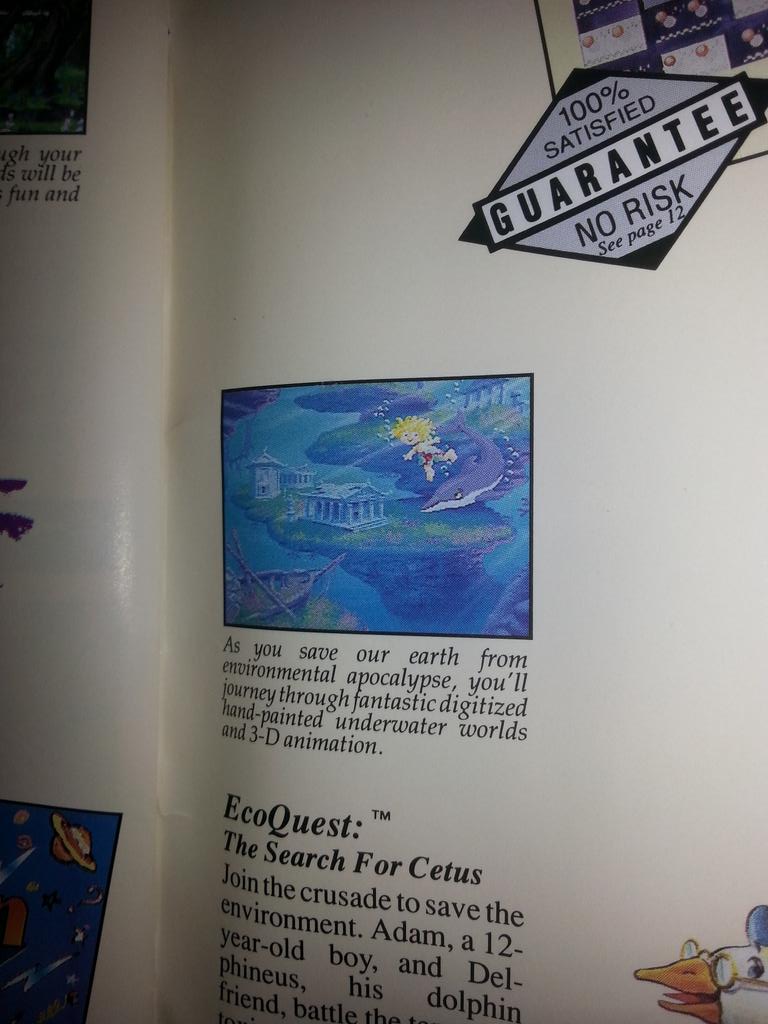 ugh your
ds will be
s fun and
100%
SATISFIED
GUARANTEE
NO RISK
See page 12
As you save our earth from
environmental apocalypse, you'll
journey through fantastic digitized
hand-painted underwater worlds
and 3-D animation.
EcoQuest: ™
The Search For Cetus
Join the crusade to save the
environment. Adam, a 12-
year-old boy, and Del-
phineus, his dolphin
friend, battle the